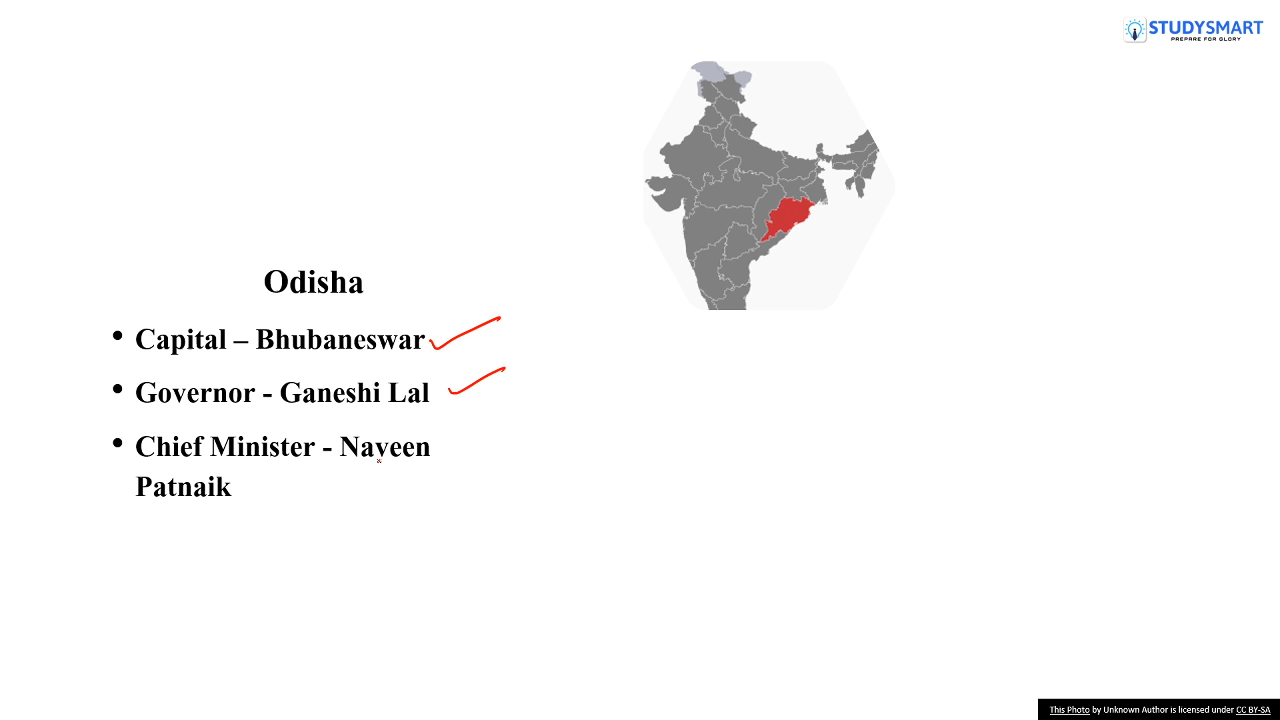 STUDYSMART
PREPARE FOR GLORY
Odisha
• Capital – Bhubaneswar
• Governor - Ganeshi Lal
• Chief Minister - Naveen
Patnaik
This Photo by Unknown Author is licensed under CC BY-SA